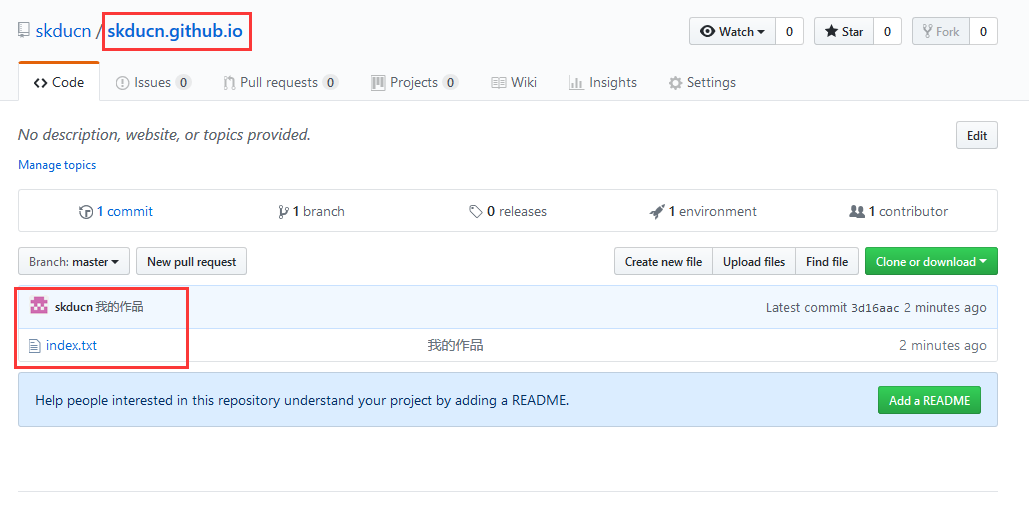 skducn / skducn.github.io Watch 0 Star 0 Fork 0
Code Issues 0 Pull requests 0 Projects 0 Wiki Insights Settings
No description, website, or topics provided. Edit
Manage topics
1 commit 1 branch 0 releases 1 environment 1 contributor
Branch: master New pull request Create new file Upload files Find file Clone or download
skducn 我的作品 Latest commit 3d16aac 2 minutes ago
index.txt 我的作品 2 minutes ago
Help people interested in this repository understand your project by adding a README. Add a README